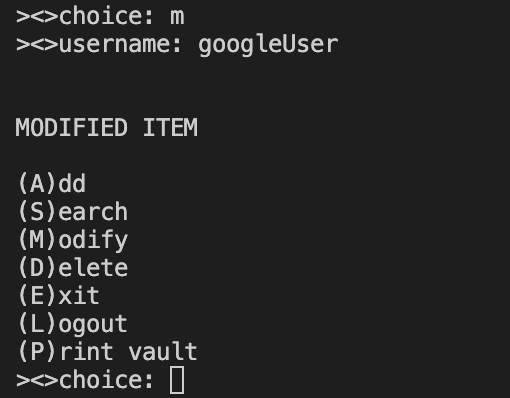 ><>choice: m
><>username: googleUser
MODIFIED ITEM
(A)dd
(S)earch
(M)odify
(D)elete
(E)xit
(L)ogout
(P)rint vault
><>choice: